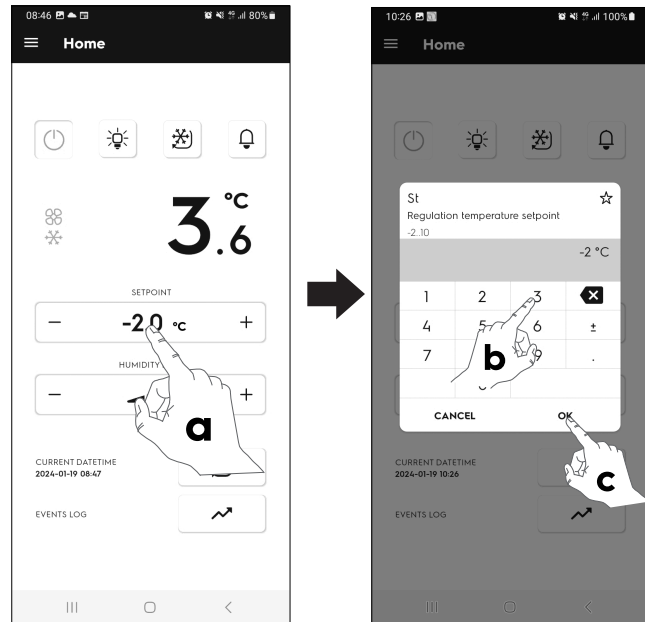 08:46 4G 80%
Home
3.6 °C
SETPOINT
− -2.0 °C +
HUMIDITY
− +
a
CURRENT DATETIME
2024-01-19 08:47
EVENTS LOG
10:26 4G 100%
Home
St
Regulation temperature setpoint
-2..10
-2 °C
1 2 3
4 5 6 ±
7 9 .
b
CANCEL OK
c
CURRENT DATETIME
2024-01-19 10:26
EVENTS LOG